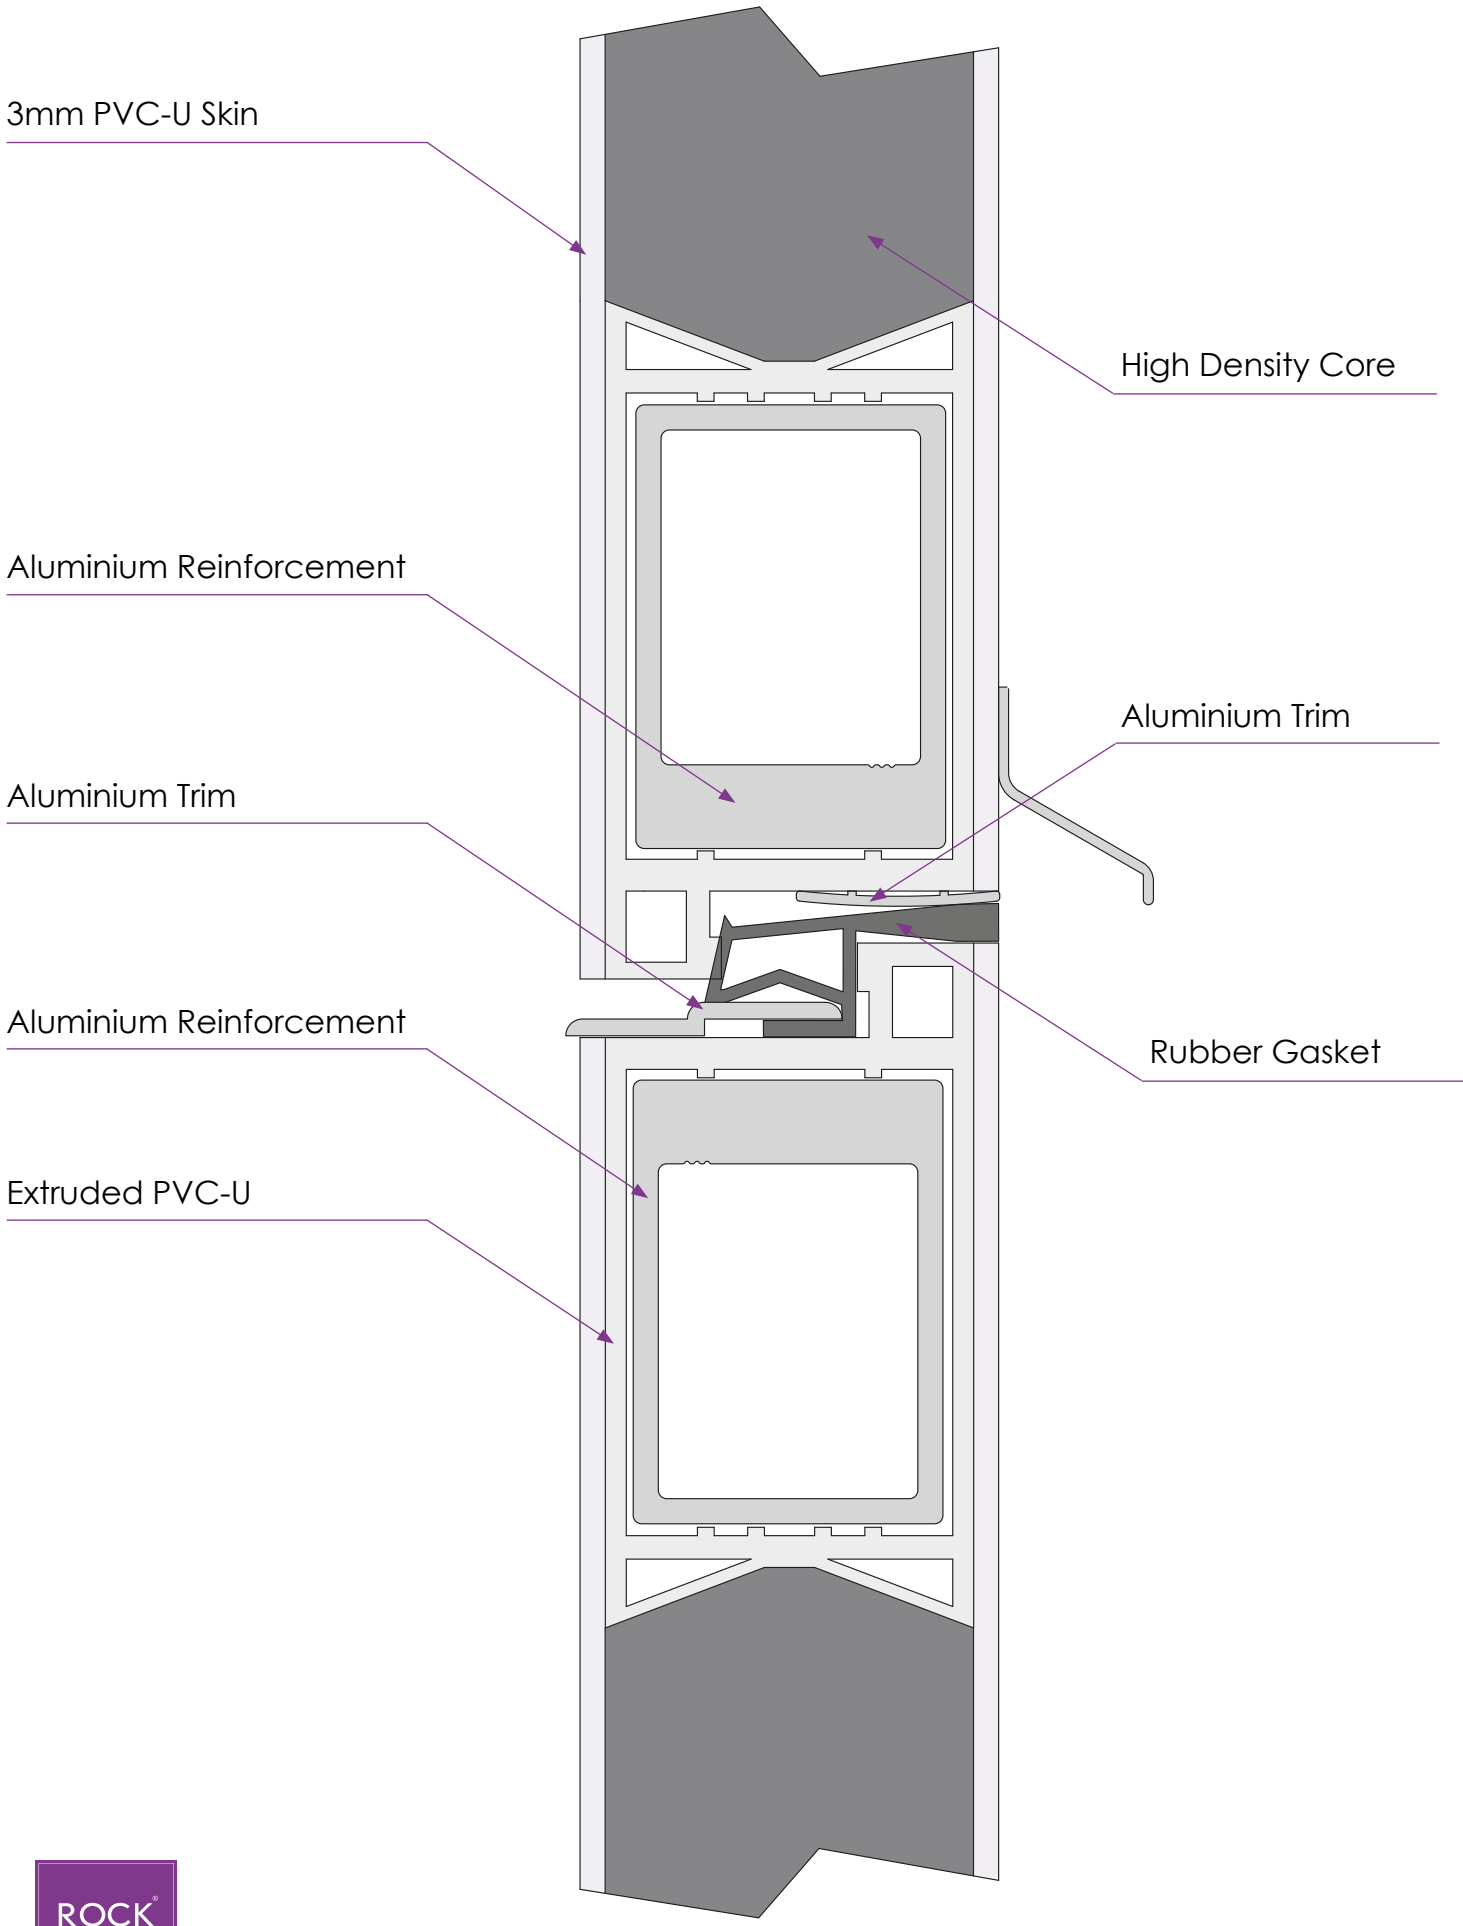 3mm PVC-U Skin
High Density Core
Aluminium Reinforcement
Aluminium Trim
Aluminium Trim
Aluminium Reinforcement
Rubber Gasket
Extruded PVC-U
ROCK®